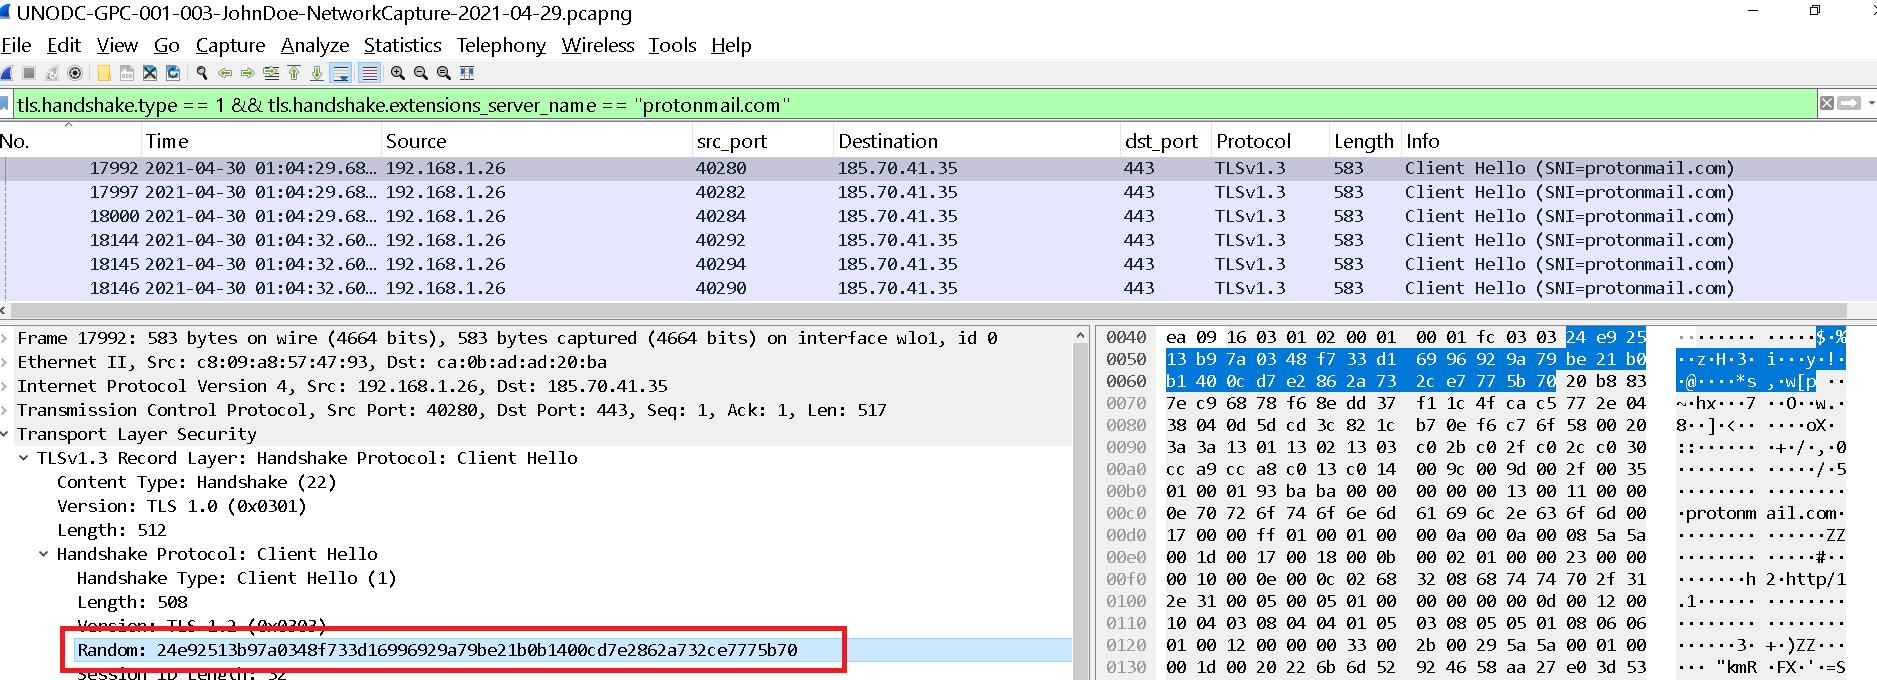 UNODC-GPC-001-003-JohnDoe-NetworkCapture-2021-04-29.pcapng
File Edit View Go Capture Analyze Statistics Telephony Wireless Tools Help
tls.handshake.type == 1 && tls.handshake.extensions_server_name == "protonmail.com"
No. Time Source src_port Destination dst_port Protocol Length Info
17992 2021-04-30 01:04:29.68… 192.168.1.26 40280 185.70.41.35 443 TLSv1.3 583 Client Hello (SNI=protonmail.com)
17997 2021-04-30 01:04:29.68… 192.168.1.26 40282 185.70.41.35 443 TLSv1.3 583 Client Hello (SNI=protonmail.com)
18000 2021-04-30 01:04:29.68… 192.168.1.26 40284 185.70.41.35 443 TLSv1.3 583 Client Hello (SNI=protonmail.com)
18144 2021-04-30 01:04:32.60… 192.168.1.26 40292 185.70.41.35 443 TLSv1.3 583 Client Hello (SNI=protonmail.com)
18145 2021-04-30 01:04:32.60… 192.168.1.26 40294 185.70.41.35 443 TLSv1.3 583 Client Hello (SNI=protonmail.com)
18146 2021-04-30 01:04:32.60… 192.168.1.26 40290 185.70.41.35 443 TLSv1.3 583 Client Hello (SNI=protonmail.com)
Frame 17992: 583 bytes on wire (4664 bits), 583 bytes captured (4664 bits) on interface wlo1, id 0
Ethernet II, Src: c8:09:a8:57:47:93, Dst: ca:0b:ad:ad:20:ba
Internet Protocol Version 4, Src: 192.168.1.26, Dst: 185.70.41.35
Transmission Control Protocol, Src Port: 40280, Dst Port: 443, Seq: 1, Ack: 1, Len: 517
Transport Layer Security
TLSv1.3 Record Layer: Handshake Protocol: Client Hello
Content Type: Handshake (22)
Version: TLS 1.0 (0x0301)
Length: 512
Handshake Protocol: Client Hello
Handshake Type: Client Hello (1)
Length: 508
Version: TLS 1.2 (0x0303)
Random: 24e92513b97a0348f733d16996929a79be21b0b1400cd7e2862a732ce7775b70
Session ID Length: 32
0040 ea 09 16 03 01 02 00 01 00 01 fc 03 03 24 e9 25 ·············$·%
0050 13 b9 7a 03 48 f7 33 d1 69 96 92 9a 79 be 21 b0 ··z·H·3· i···y·!·
0060 b1 40 0c d7 e2 86 2a 73 2c e7 77 5b 70 20 b8 83 ·@····*s ,·w[p ··
0070 7e c9 68 78 f6 8e dd 37 f1 1c 4f ca c5 77 2e 04 ~·hx···7 ··O··w.·
0080 38 04 0d 5d cd 3c 82 1c b7 0e f6 c7 6f 58 00 20 8··]·<·· ····oX·
0090 3a 3a 13 01 13 02 13 03 c0 2b c0 2f c0 2c c0 30 ::······ ·+·/·,·0
00a0 cc a9 cc a8 c0 13 c0 14 00 9c 00 9d 00 2f 00 35 ········ ·····/·5
00b0 01 00 01 93 ba ba 00 00 00 00 00 13 00 11 00 00 ········ ········
00c0 0e 70 72 6f 74 6f 6e 6d 61 69 6c 2e 63 6f 6d 00 ·protonm ail.com·
00d0 17 00 00 ff 01 00 01 00 00 0a 00 0a 00 08 5a 5a ········ ······ZZ
00e0 00 1d 00 17 00 18 00 0b 00 02 01 00 00 23 00 00 ········ ·····#··
00f0 00 10 00 0e 00 0c 02 68 32 08 68 74 74 70 2f 31 ·······h 2·http/1
0100 2e 31 00 05 00 05 01 00 00 00 00 00 0d 00 12 00 .1······ ········
0110 10 04 03 08 04 04 01 05 03 08 05 05 01 08 06 06 ········ ········
0120 01 00 12 00 00 00 33 00 2b 00 29 5a 5a 00 01 00 ······3· +·)ZZ···
0130 00 1d 00 20 22 6b 6d 52 92 46 58 aa 27 e0 3d 53 ··· "kmR ·FX·'·=S